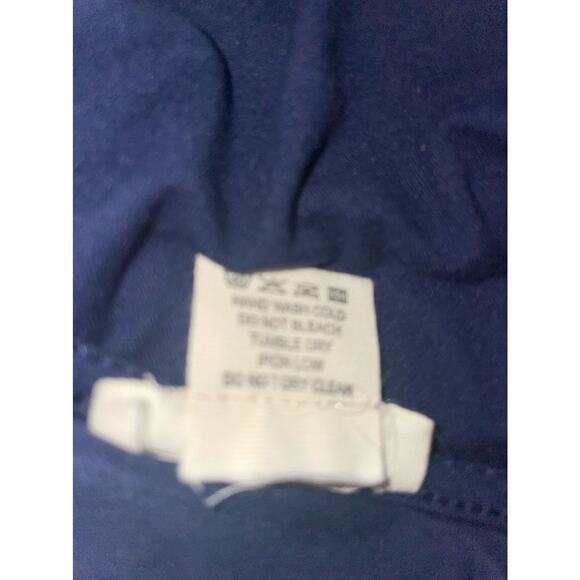 HAND WASH COLD
DO NOT BLEACH
TUMBLE DRY
IRON LOW
DO NOT DRY CLEAN